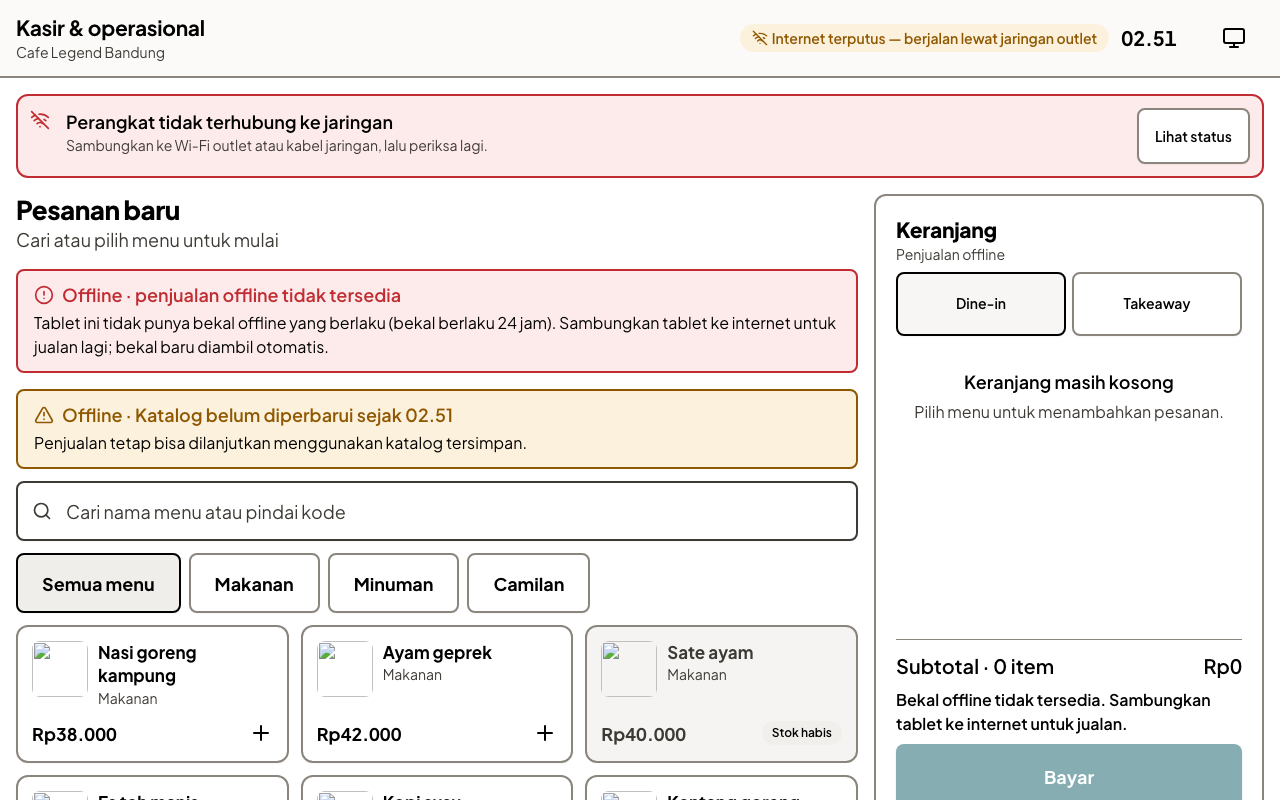 Kasir & operasional
Cafe Legend Bandung
Internet terputus — berjalan lewat jaringan outlet
02.51
Perangkat tidak terhubung ke jaringan
Sambungkan ke Wi-Fi outlet atau kabel jaringan, lalu periksa lagi.
Lihat status
Pesanan baru
Cari atau pilih menu untuk mulai
Offline · penjualan offline tidak tersedia
Tablet ini tidak punya bekal offline yang berlaku (bekal berlaku 24 jam). Sambungkan tablet ke internet untuk
jualan lagi; bekal baru diambil otomatis.
Offline · Katalog belum diperbarui sejak 02.51
Penjualan tetap bisa dilanjutkan menggunakan katalog tersimpan.
Cari nama menu atau pindai kode
Semua menu
Makanan
Minuman
Camilan
Nasi goreng
kampung
Makanan
Rp38.000
Ayam geprek
Makanan
Rp42.000
Sate ayam
Makanan
Rp40.000
Stok habis
Keranjang
Penjualan offline
Dine-in
Takeaway
Keranjang masih kosong
Pilih menu untuk menambahkan pesanan.
Subtotal · 0 item
Rp0
Bekal offline tidak tersedia. Sambungkan
tablet ke internet untuk jualan.
Bayar